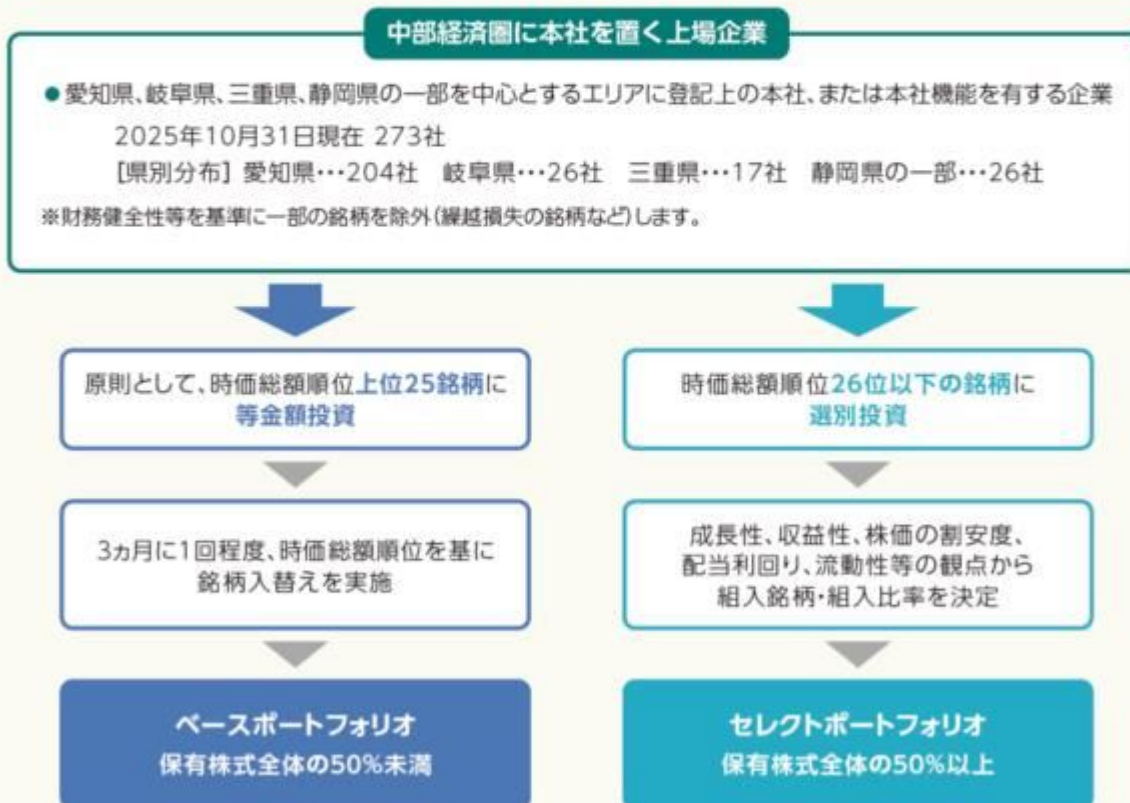 中部経済圏に本社を置く上場企業
●愛知県、岐阜県、三重県、静岡県の一部を中心とするエリアに登記上の本社、または本社機能を有する企業
2025年10月31日現在 273社
[県別分布] 愛知県…204社 岐阜県…26社 三重県…17社 静岡県の一部…26社
※財務健全性等を基準に一部の銘柄を除外(繰越損失の銘柄など)します。
原則として、時価総額順位上位25銘柄に
等金額投資
3ヵ月に1回程度、時価総額順位を基に
銘柄入替えを実施
ベースポートフォリオ
保有株式全体の50%未満
時価総額順位26位以下の銘柄に
選別投資
成長性、収益性、株価の割安度、
配当利回り、流動性等の観点から
組入銘柄・組入比率を決定
セレクトポートフォリオ
保有株式全体の50%以上